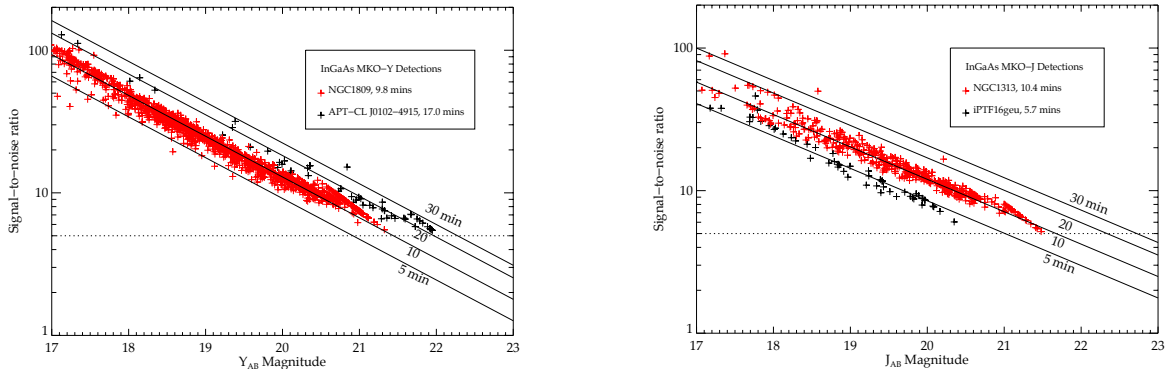 InGaAs MKO−Y Detections
NGC1809, 9.8 mins
APT−CL J0102−4915, 17.0 mins
Signal−to−noise ratio
100
10
1
30 min
20
10
5 min
17 18 19 20 21 22 23
Y_AB Magnitude
InGaAs MKO−J Detections
NGC1313, 10.4 mins
iPTF16geu, 5.7 mins
Signal−to−noise ratio
100
10
1
30 min
20
10
5 min
17 18 19 20 21 22 23
J_AB Magnitude